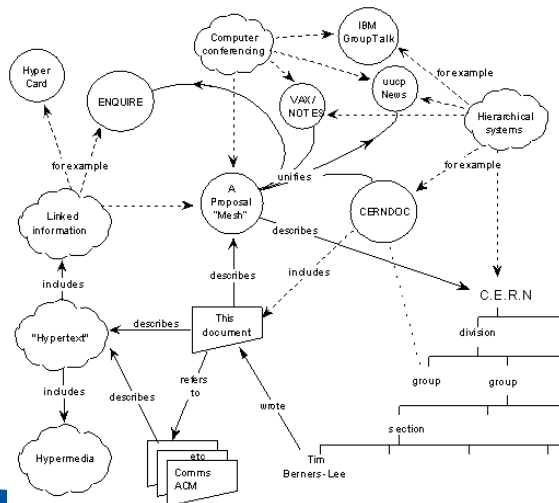 Computer
conferencing
IBM
GroupTalk
Hyper
Card
ENQUIRE
VAX/
NOTES
uucp
News
for example
Hierarchical
systems
for example
unifies
for example
A
Proposal
"Mesh"
CERNDOC
Linked
information
describes
includes
describes
includes
C.E.R.N
This
document
describes
"Hypertext"
division
includes
describes
refers
to
wrote
group
group
section
Hypermedia
etc
Comms
ACM
Tim
Berners-Lee